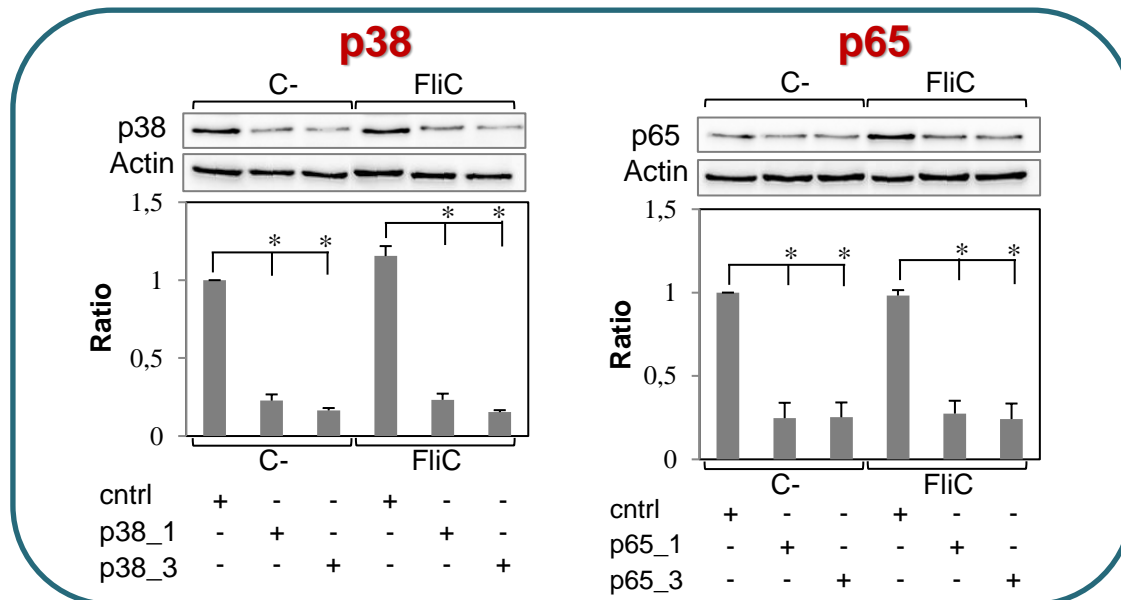 p38
C- FliC
p38
Actin
* * * *
1,5
1
0,5
0
Ratio
C- FliC
cntrl + - - + - -
p38_1 - + - - + -
p38_3 - - + - - +
p65
C- FliC
p65
Actin
* * * *
1,5
1
0,5
0
Ratio
C- FliC
cntrl + - - + - -
p65_1 - + - - + -
p65_3 - - + - - +